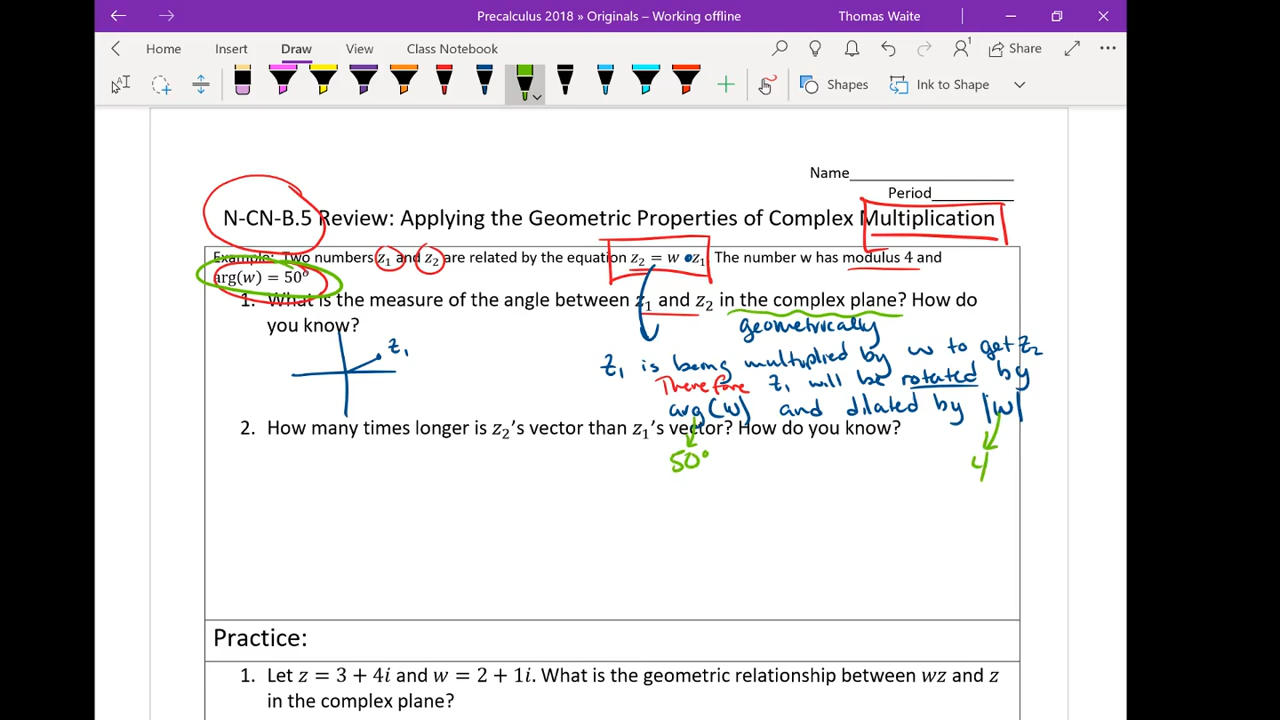 Precalculus 2018 » Originals – Working offline
Thomas Waite
Home Insert Draw View Class Notebook
Share
Shapes Ink to Shape
Name
Period
N-CN-B.5 Review: Applying the Geometric Properties of Complex Multiplication
Example: Two numbers z₁ and z₂ are related by the equation z₂ = w • z₁ The number w has modulus 4 and
arg(w) = 50°
1. What is the measure of the angle between z₁ and z₂ in the complex plane? How do
you know?
geometrically
z₁
z₁ is being multiplied by w to get z₂
Therefore z₁ will be rotated by
arg(w) and dilated by |w|
2. How many times longer is z₂'s vector than z₁'s vector? How do you know?
50° 4
Practice:
1. Let z = 3 + 4i and w = 2 + 1i. What is the geometric relationship between wz and z
in the complex plane?